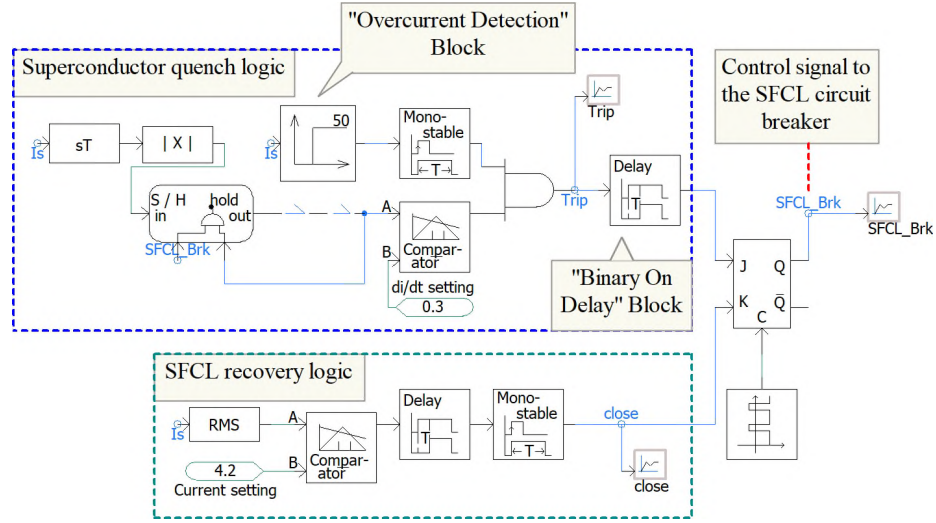 "Overcurrent Detection"
Block
Superconductor quench logic
Control signal to
the SFCL circuit
breaker
Is
sT
| X |
Is
50
Mono-
stable
T
Trip
Trip
Delay
T
S / H
in
hold
out
SFCL_Brk
A
B
Compar-
ator
di/dt setting
0.3
"Binary On
Delay" Block
SFCL_Brk
SFCL_Brk
J
Q
K
Q̅
C
SFCL recovery logic
Is
RMS
A
B
Compar-
ator
4.2
Current setting
Delay
T
Mono-
stable
T
close
close